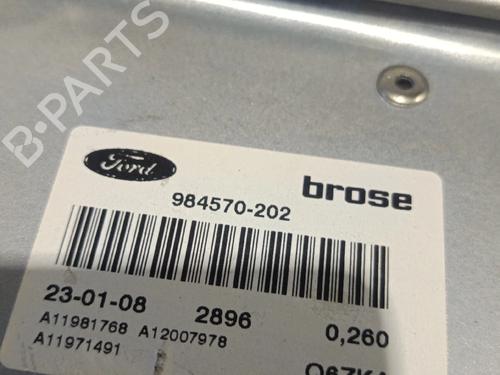 B-PARTS
Ford
brose
984570-202
23-01-08 2896 0,260
A11981768 A12007978
A11971491